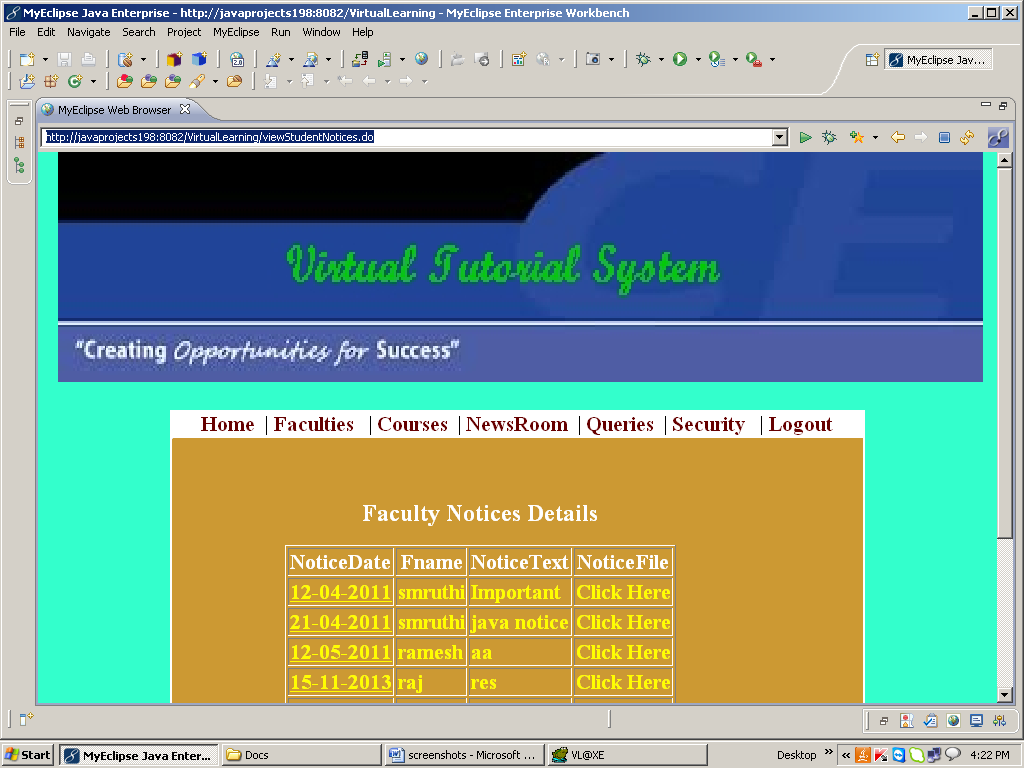 MyEclipse Java Enterprise - http://javaprojects198:8082/VirtualLearning - MyEclipse Enterprise Workbench
File Edit Navigate Search Project MyEclipse Run Window Help
2.0
MyEclipse Jav...
MyEclipse Web Browser
http://javaprojects198:8082/VirtualLearning/viewStudentNotices.do
CE
Virtual Tutorial System
"Creating Opportunities for Success"
Home | Faculties | Courses | NewsRoom | Queries | Security | Logout
Faculty Notices Details
NoticeDate Fname NoticeText NoticeFile
12-04-2011 smruthi Important Click Here
21-04-2011 smruthi java notice Click Here
12-05-2011 ramesh aa Click Here
15-11-2013 raj res Click Here
Start MyEclipse Java Enter... Docs screenshots - Microsoft ... VL@XE Desktop » « 4:22 PM